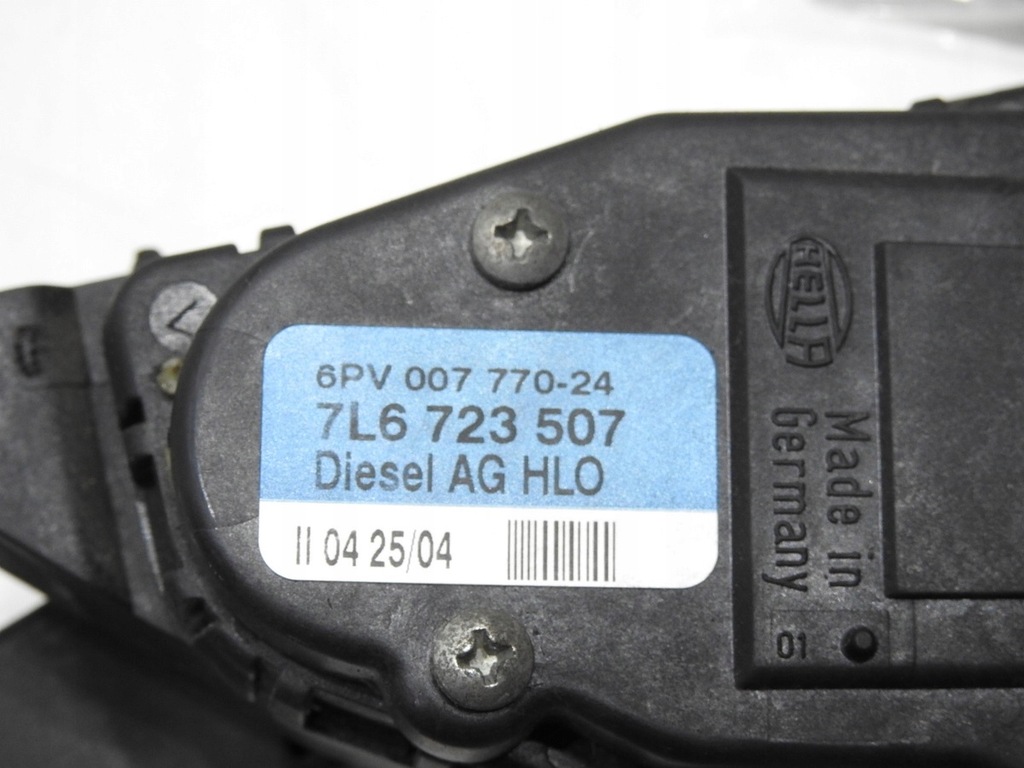 6PV 007 770-24
7L6 723 507
Diesel AG HLO
II 04 25/04
HELLA
Made in
Germany
01